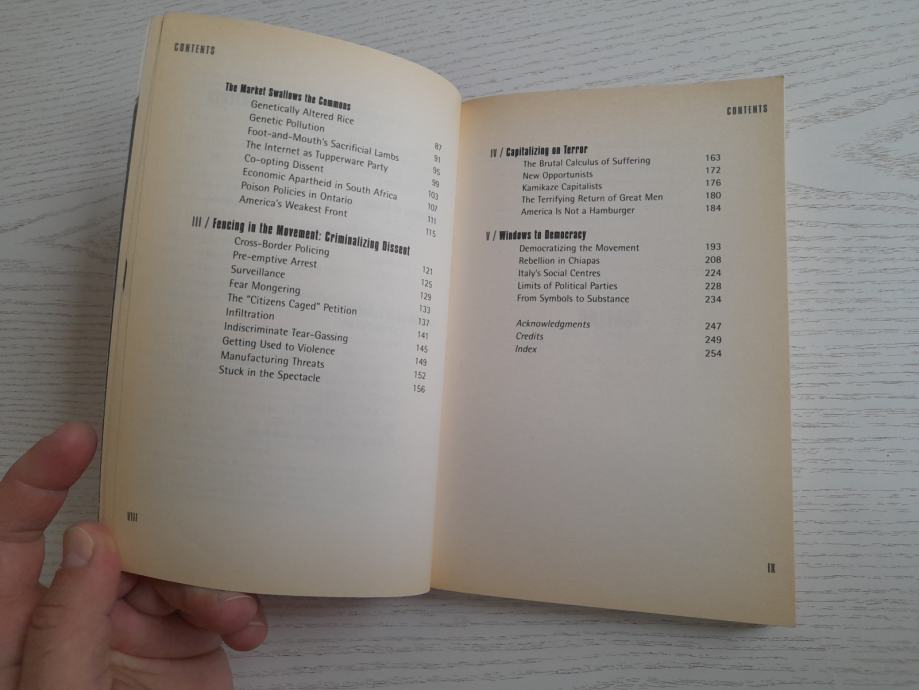 CONTENTS
The Market Swallows the Commons
Genetically Altered Rice 87
Genetic Pollution 91
Foot-and-Mouth's Sacrificial Lambs 95
The Internet as Tupperware Party 99
Co-opting Dissent 103
Economic Apartheid in South Africa 107
Poison Policies in Ontario 111
America's Weakest Front 115
III / Fencing in the Movement: Criminalizing Dissent
Cross-Border Policing 121
Pre-emptive Arrest 125
Surveillance 129
Fear Mongering 133
The "Citizens Caged" Petition 137
Infiltration 141
Indiscriminate Tear-Gassing 145
Getting Used to Violence 149
Manufacturing Threats 152
Stuck in the Spectacle 156
VIII
CONTENTS
IV / Capitalizing on Terror
The Brutal Calculus of Suffering 163
New Opportunists 172
Kamikaze Capitalists 176
The Terrifying Return of Great Men 180
America Is Not a Hamburger 184
V / Windows to Democracy
Democratizing the Movement 193
Rebellion in Chiapas 208
Italy's Social Centres 224
Limits of Political Parties 228
From Symbols to Substance 234
Acknowledgments 247
Credits 249
Index 254
IX